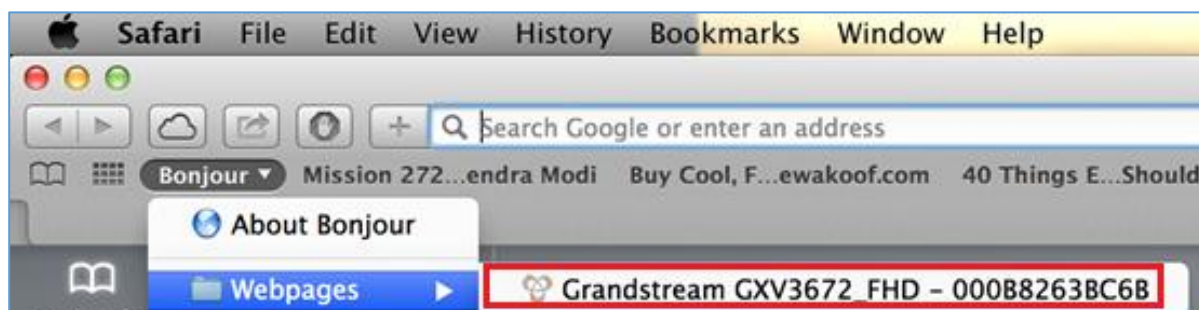 Safari File Edit View History Bookmarks Window Help
Search Google or enter an address
Bonjour ▼ Mission 272...endra Modi Buy Cool, F...ewakoof.com 40 Things E...Should
About Bonjour
Webpages ▶ Grandstream GXV3672_FHD – 000B8263BC6B